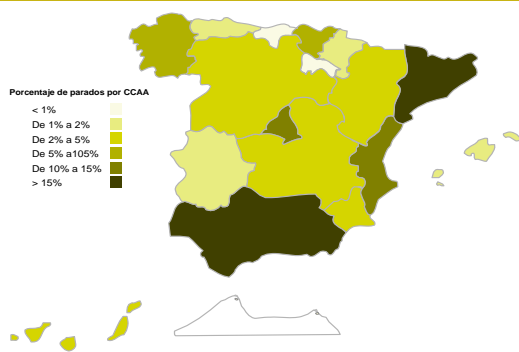 Porcentaje de parados por CCAA
< 1%
De 1% a 2%
De 2% a 5%
De 5% a105%
De 10% a 15%
> 15%